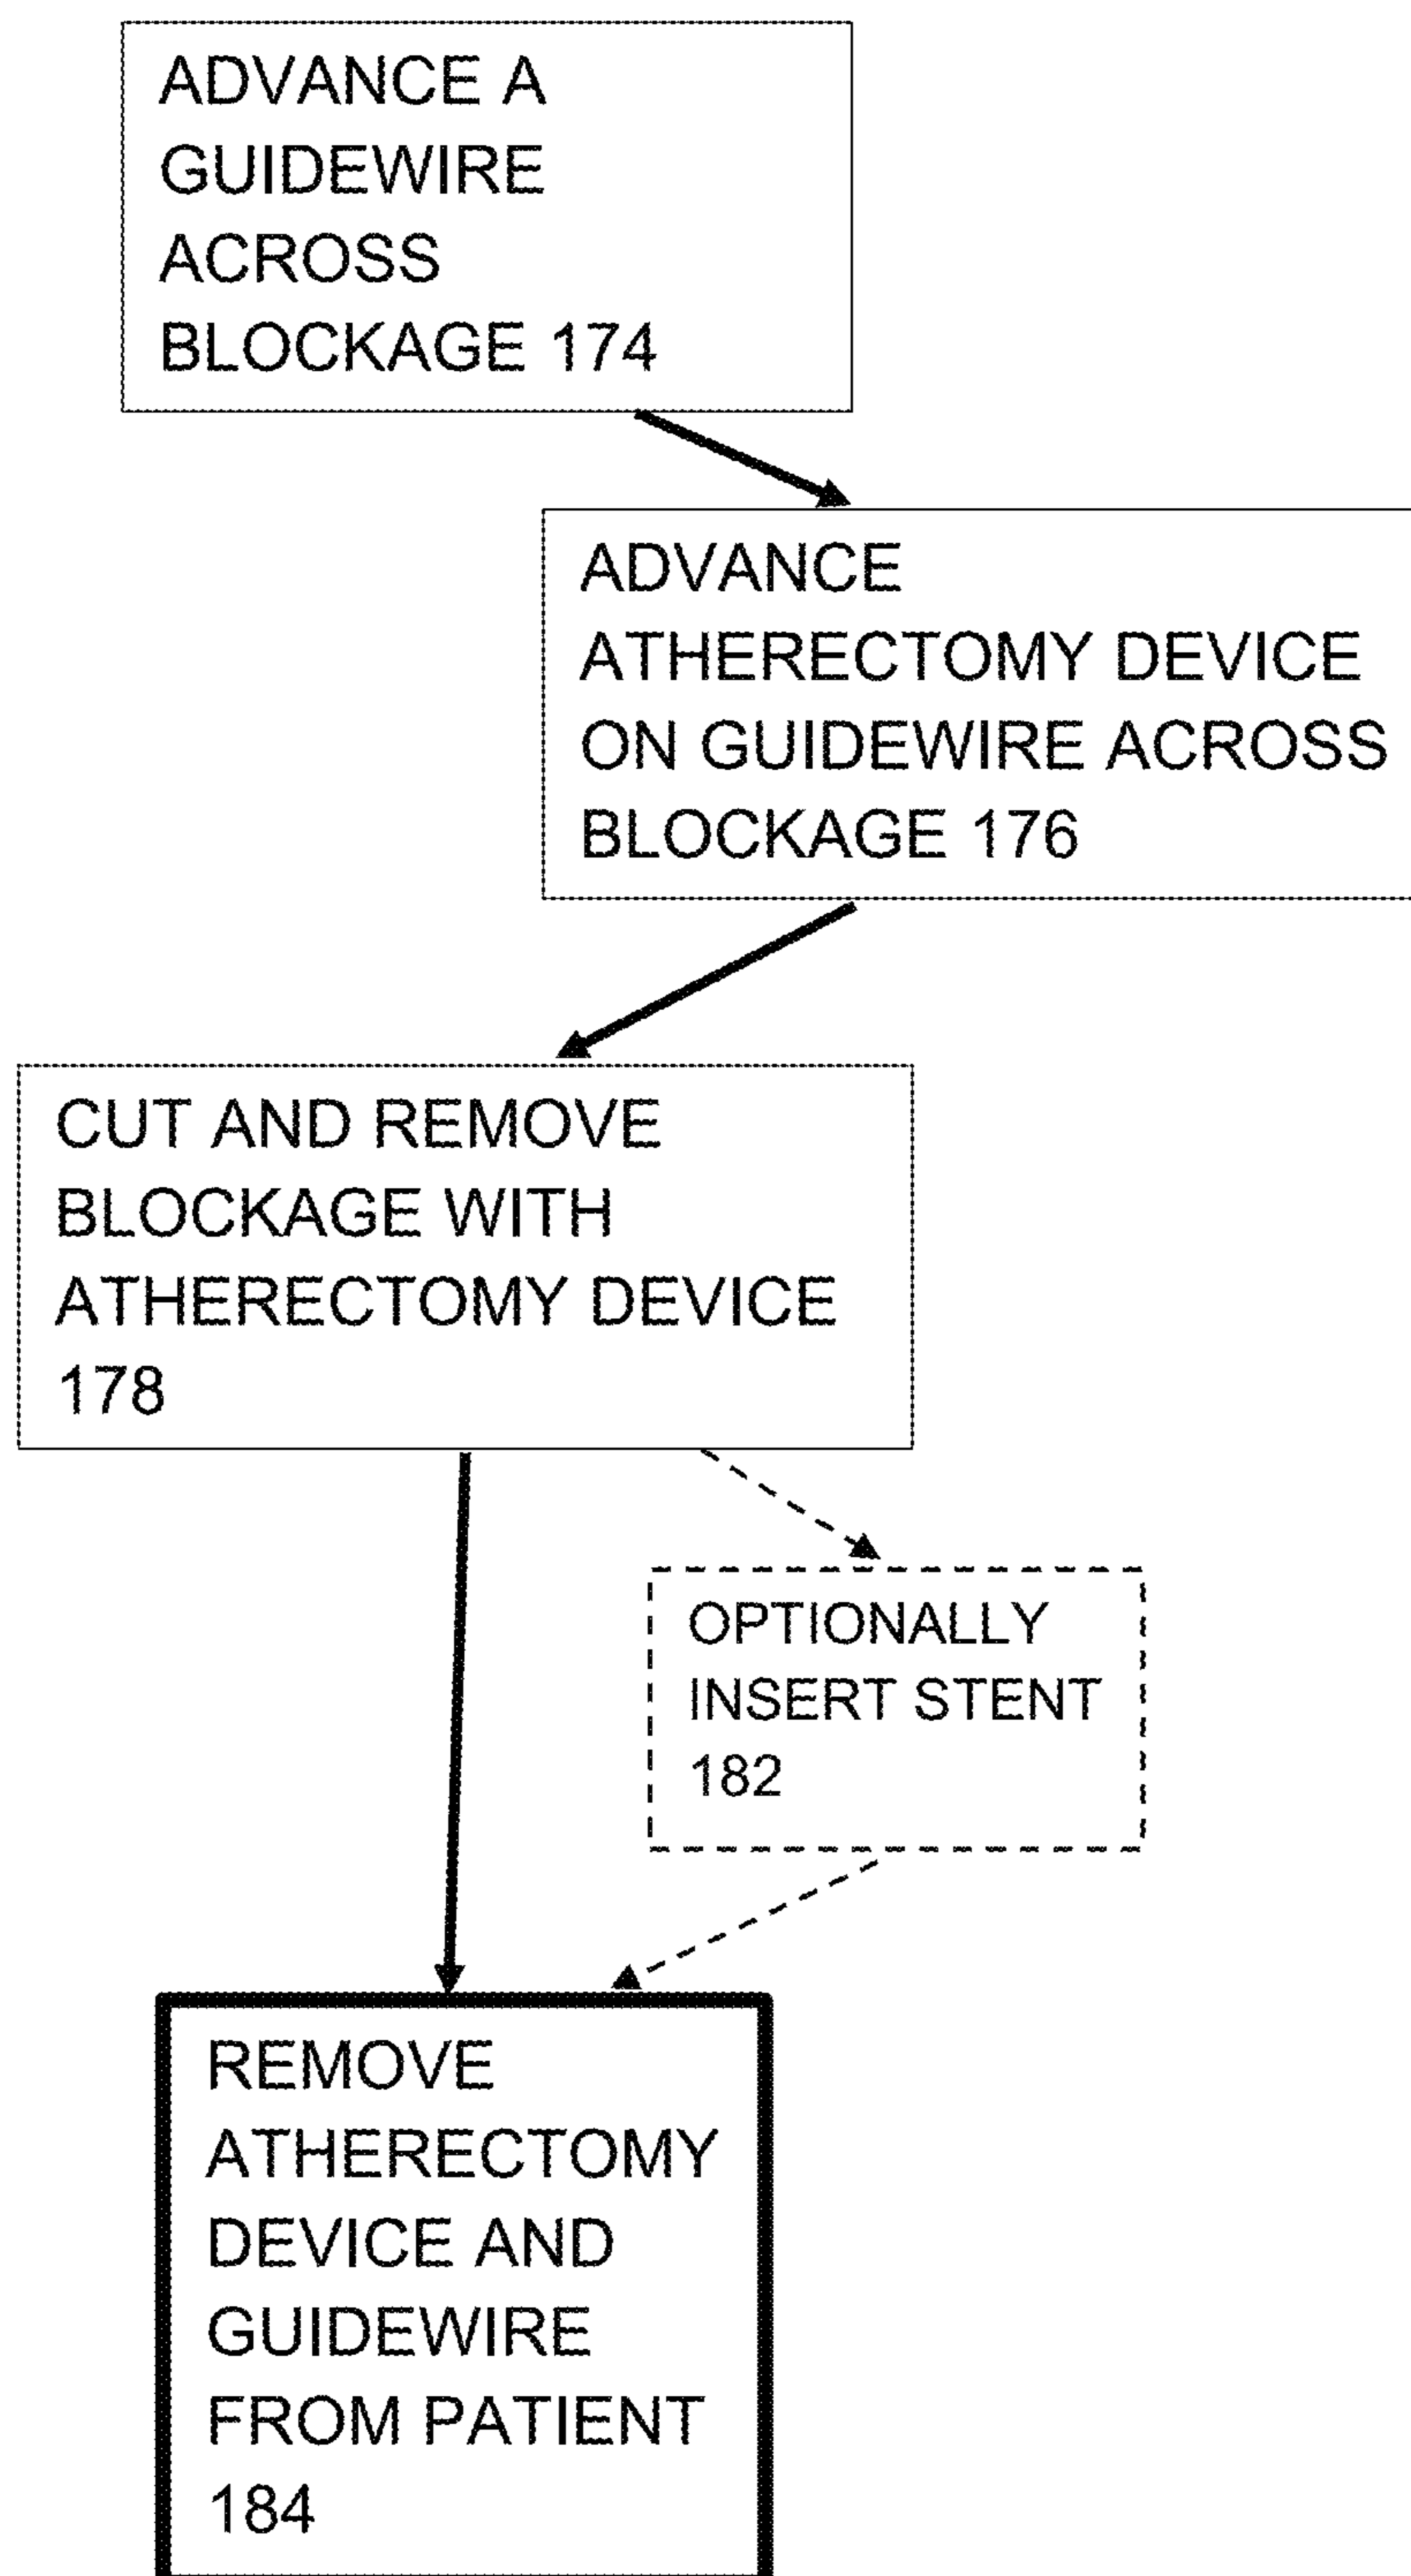 ADVANCE A
GUIDEWIRE
ACROSS
BLOCKAGE 174
ADVANCE
ATHERECTOMY DEVICE
ON GUIDEWIRE ACROSS
BLOCKAGE 176
CUT AND REMOVE
BLOCKAGE WITH
ATHERECTOMY DEVICE
178
OPTIONALLY
INSERT STENT
182
REMOVE
ATHERECTOMY
DEVICE AND
GUIDEWIRE
FROM PATIENT
184